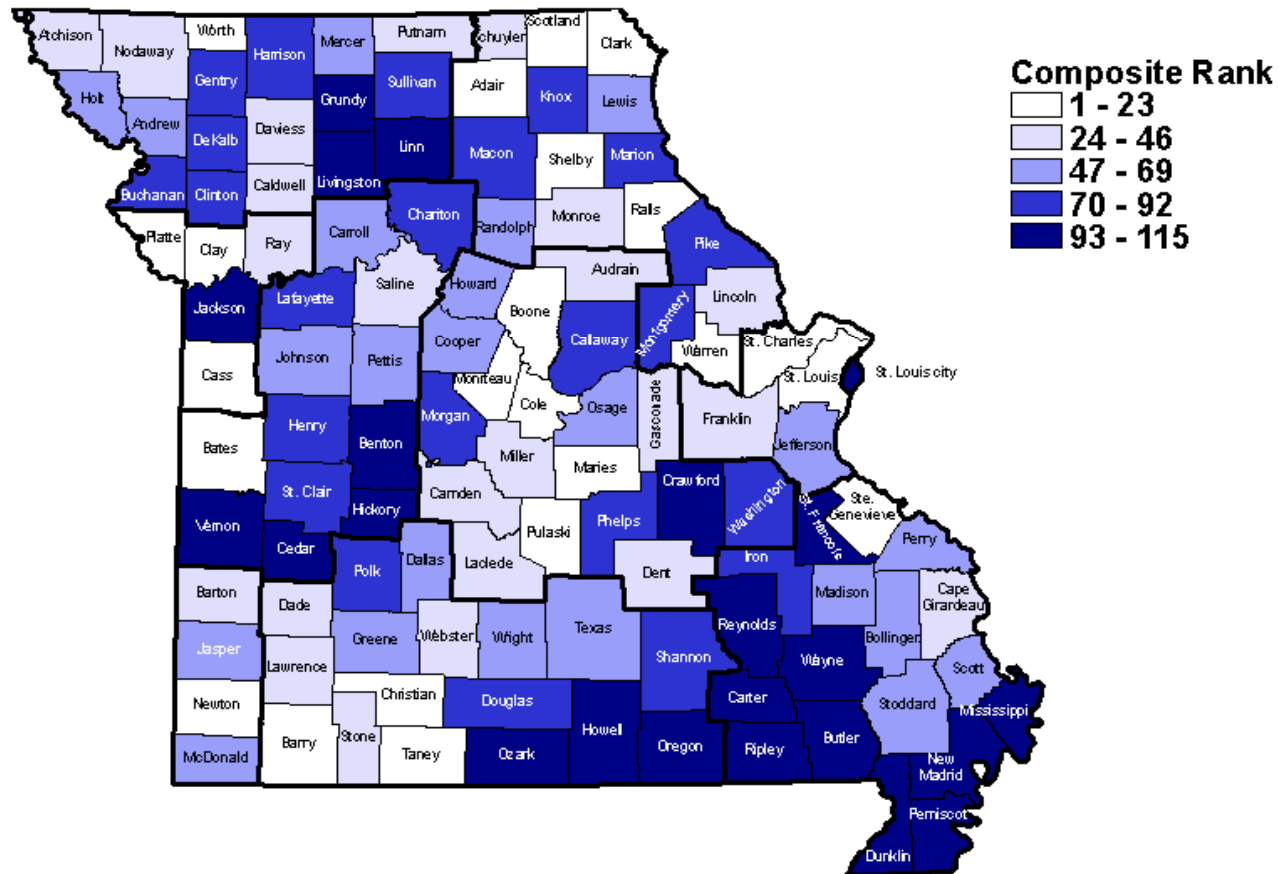 Atchison
Nodaway
Worth
Harrison
Mercer
Putnam
chuyler
Scotland
Clark
Composite Rank
1 - 23
24 - 46
47 - 69
70 - 92
93 - 115
Holt
Gentry
Grundy
Sullivan
Adair
Knox
Lewis
Andrew
DeKalb
Daviess
Linn
Macon
Shelby
Marion
Buchanan
Clinton
Caldwell
Livingston
Chariton
Randolph
Monroe
Ralls
Platte
Clay
Ray
Carroll
Pike
Saline
Howard
Audrain
Jackson
Lafayette
Boone
Callaway
Montgomery
Lincoln
Johnson
Pettis
Cooper
Warren
St. Charles
Cass
Moniteau
Cole
Osage
Gasconade
St. Louis
St. Louis city
Franklin
Jefferson
Bates
Henry
Benton
Morgan
Miller
Maries
Crawford
Washington
St. Francois
Ste.
Genevieve
St. Clair
Hickory
Camden
Vernon
Cedar
Pulaski
Phelps
Perry
Polk
Dallas
Laclede
Dent
Iron
Barton
Dade
Madison
Cape
Girardeau
Jasper
Greene
Webster
Wright
Texas
Reynolds
Bollinger
Lawrence
Shannon
Wayne
Scott
Newton
Christian
Douglas
Carter
Stoddard
Mississippi
McDonald
Barry
Stone
Taney
Ozark
Howell
Oregon
Ripley
Butler
New
Madrid
Pemiscot
Dunklin